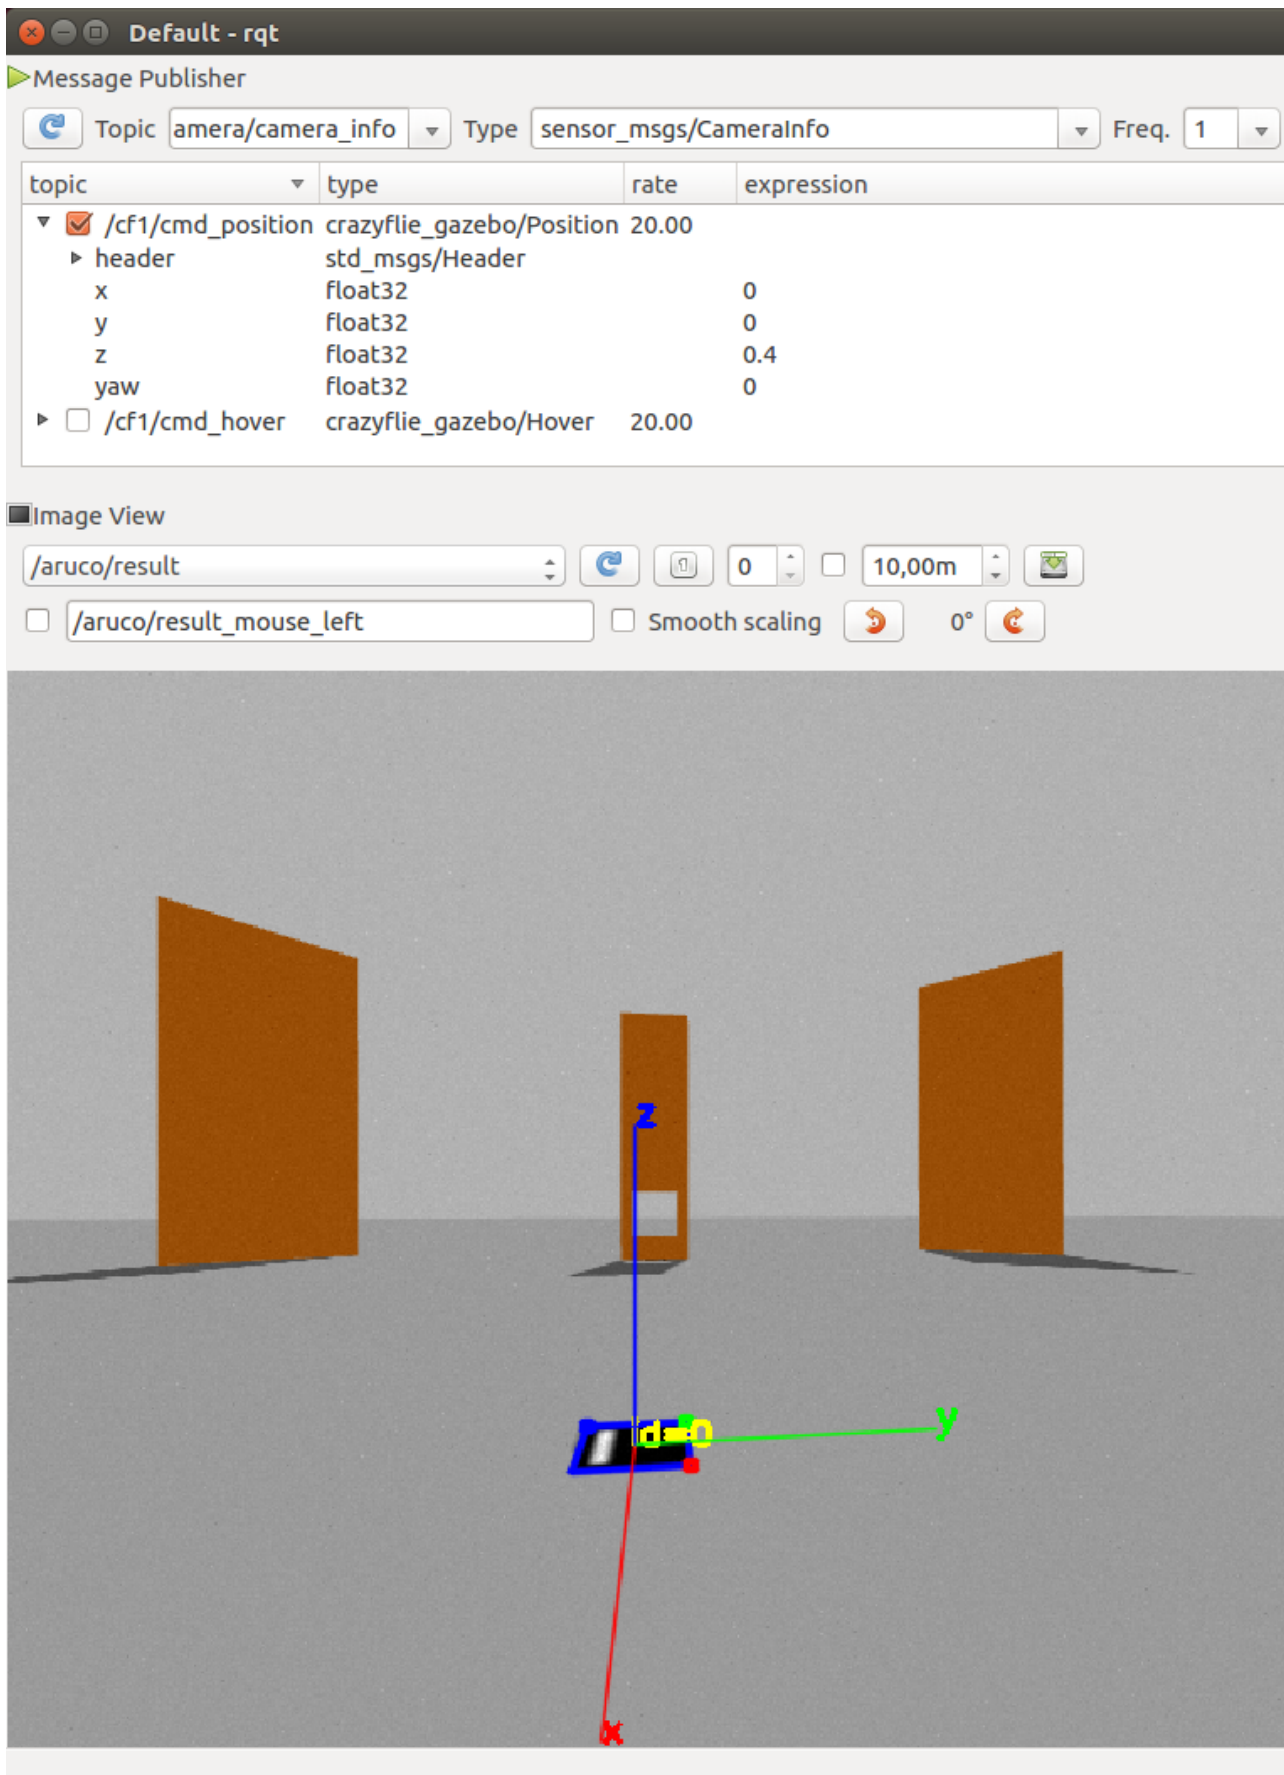 Default - rqt
Message Publisher
Topic amera/camera_info Type sensor_msgs/CameraInfo Freq. 1
topic type rate expression
/cf1/cmd_position crazyflie_gazebo/Position 20.00
header std_msgs/Header
x float32 0
y float32 0
z float32 0.4
yaw float32 0
/cf1/cmd_hover crazyflie_gazebo/Hover 20.00
Image View
/aruco/result 0 10,00m
/aruco/result_mouse_left Smooth scaling 0°
z
y
x